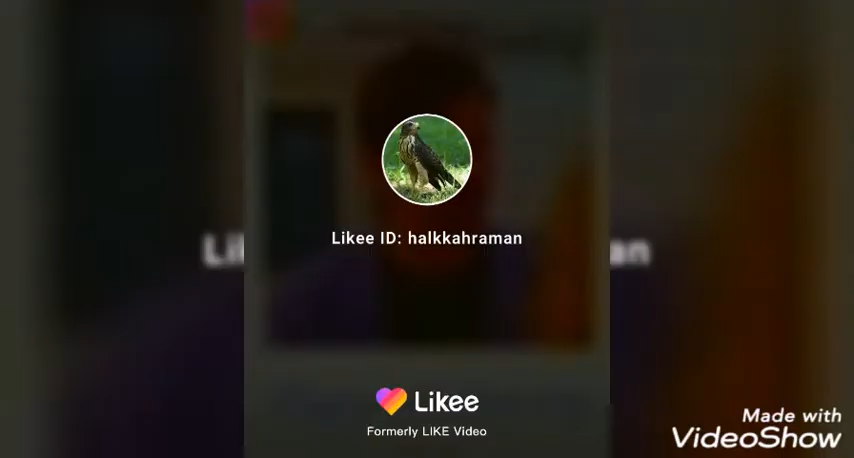 Likee ID: halkkahraman
Likee
Formerly LIKE Video
Made with
VideoShow